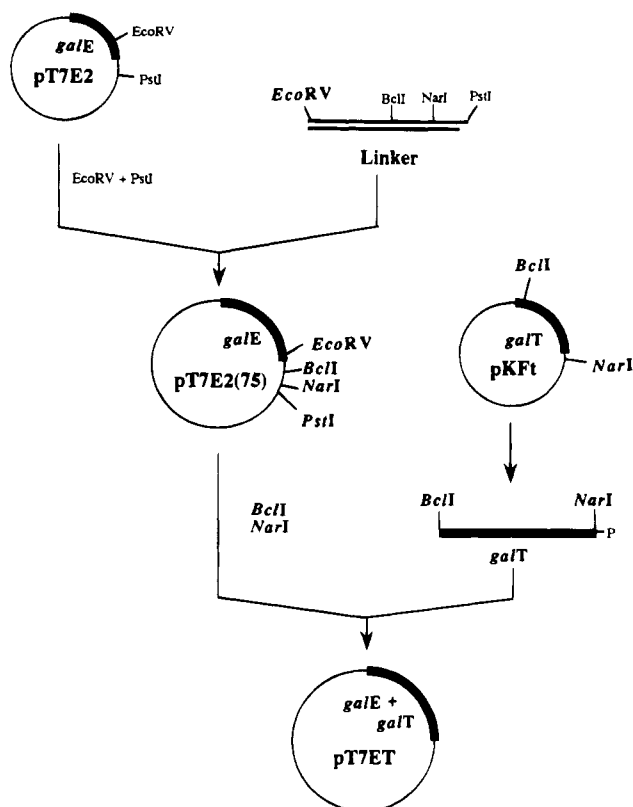 galE
EcoRV
pT7E2
PstI
EcoRV
BclI
NarI
PstI
Linker
EcoRV + PstI
BclI
galE
EcoRV
galT
pKFt
BclI
NarI
pT7E2(75)
NarI
PstI
BclI
NarI
BclI
NarI
P
galT
galE +
galT
pT7ET